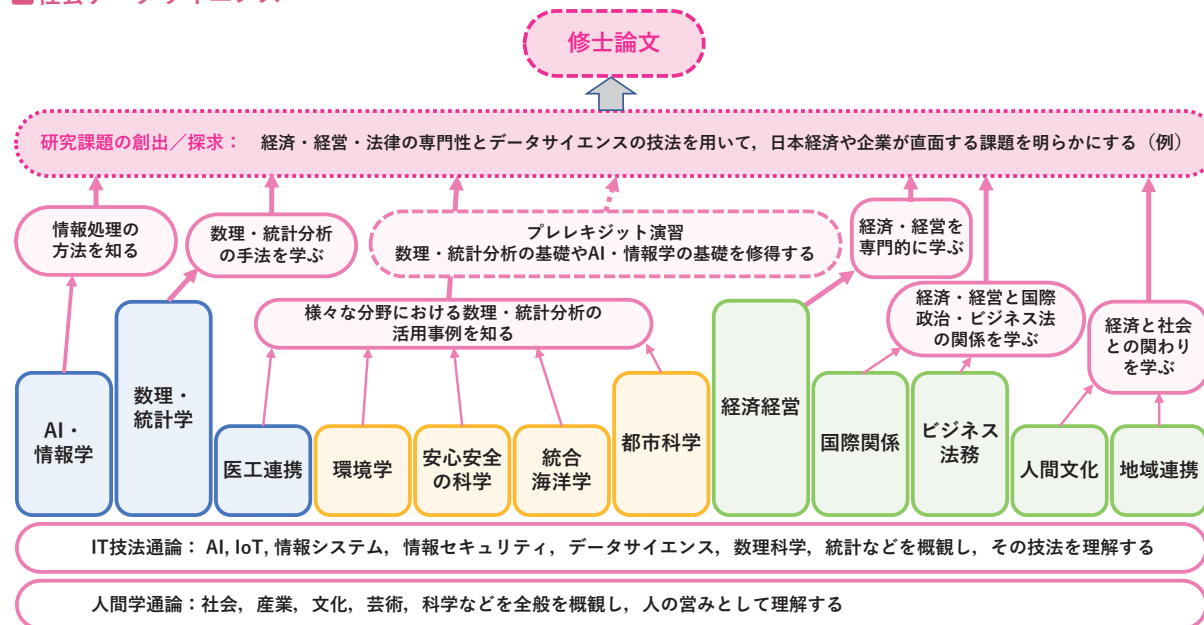 社会データサイエンス
修士論文
研究課題の創出／探求： 経済・経営・法律の専門性とデータサイエンスの技法を用いて，日本経済や企業が直面する課題を明らかにする（例）
情報処理の
方法を知る
数理・統計分析
の手法を学ぶ
プレレキジット演習
数理・統計分析の基礎やAI・情報学の基礎を修得する
経済・経営を
専門的に学ぶ
様々な分野における数理・統計分析の
活用事例を知る
経済・経営と国際
政治・ビジネス法
の関係を学ぶ
経済と社会
との関わり
を学ぶ
AI・
情報学
数理・
統計学
医工連携
環境学
安心安全
の科学
統合
海洋学
都市科学
経済経営
国際関係
ビジネス
法務
人間文化
地域連携
IT技法通論： AI, IoT, 情報システム，情報セキュリティ，データサイエンス，数理科学，統計などを概観し，その技法を理解する
人間学通論：社会，産業，文化，芸術，科学などを全般を概観し，人の営みとして理解する